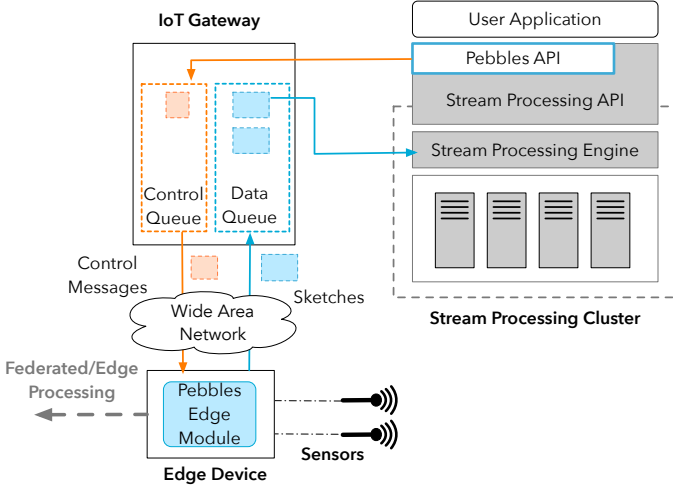 IoT Gateway
User Application
Pebbles API
Stream Processing API
Stream Processing Engine
Control
Queue
Data
Queue
Control
Messages
Sketches
Wide Area
Network
Stream Processing Cluster
Federated/Edge
Processing
Pebbles
Edge
Module
Sensors
Edge Device